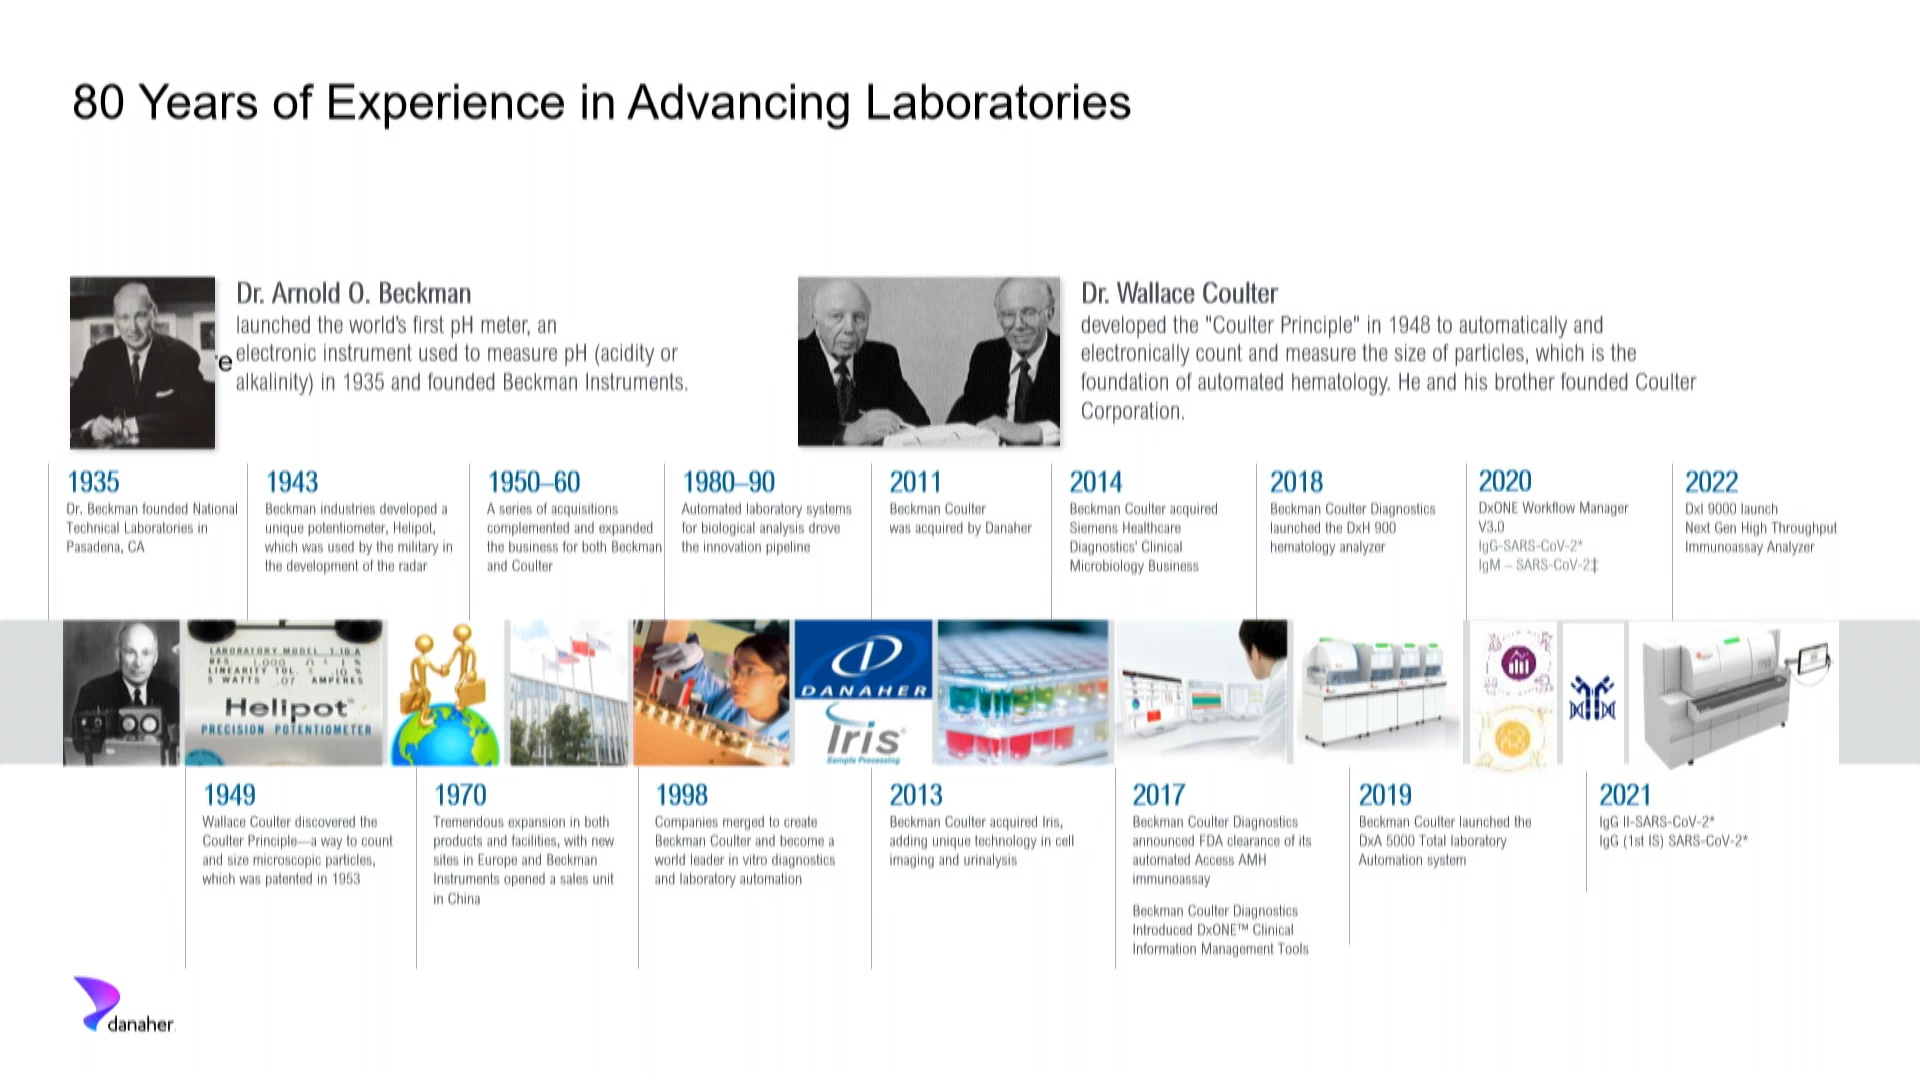 80 Years of Experience in Advancing Laboratories
Dr. Arnold O. Beckman
launched the world's first pH meter, an
electronic instrument used to measure pH (acidity or
alkalinity) in 1935 and founded Beckman Instruments.
e
Dr. Wallace Coulter
developed the "Coulter Principle" in 1948 to automatically and
electronically count and measure the size of particles, which is the
foundation of automated hematology. He and his brother founded Coulter
Corporation.
1935
Dr. Beckman founded National
Technical Laboratories in
Pasadena, CA
1943
Beckman industries developed a
unique potentiometer, Helipot,
which was used by the military in
the development of the radar
1950–60
A series of acquisitions
complemented and expanded
the business for both Beckman
and Coulter
1980–90
Automated laboratory systems
for biological analysis drove
the innovation pipeline
2011
Beckman Coulter
was acquired by Danaher
2014
Beckman Coulter acquired
Siemens Healthcare
Diagnostics' Clinical
Microbiology Business
2018
Beckman Coulter Diagnostics
launched the DxH 900
hematology analyzer
2020
DxONE Workflow Manager
V3.0
IgG-SARS-CoV-2*
IgM – SARS-CoV-2‡
2022
DxI 9000 launch
Next Gen High Throughput
Immunoassay Analyzer
LABORATORY MODEL
LINEARITY TOL.
5 WATTS .07 AMPERES
Helipot
PRECISION POTENTIOMETER
DANAHER
Iris
Sample Processing
1949
Wallace Coulter discovered the
Coulter Principle—a way to count
and size microscopic particles,
which was patented in 1953
1970
Tremendous expansion in both
products and facilities, with new
sites in Europe and Beckman
Instruments opened a sales unit
in China
1998
Companies merged to create
Beckman Coulter and become a
world leader in vitro diagnostics
and laboratory automation
2013
Beckman Coulter acquired Iris,
adding unique technology in cell
imaging and urinalysis
2017
Beckman Coulter Diagnostics
announced FDA clearance of its
automated Access AMH
immunoassay
Beckman Coulter Diagnostics
Introduced DxONE™ Clinical
Information Management Tools
2019
Beckman Coulter launched the
DxA 5000 Total laboratory
Automation system
2021
IgG II-SARS-CoV-2*
IgG (1st IS) SARS-CoV-2*
danaher